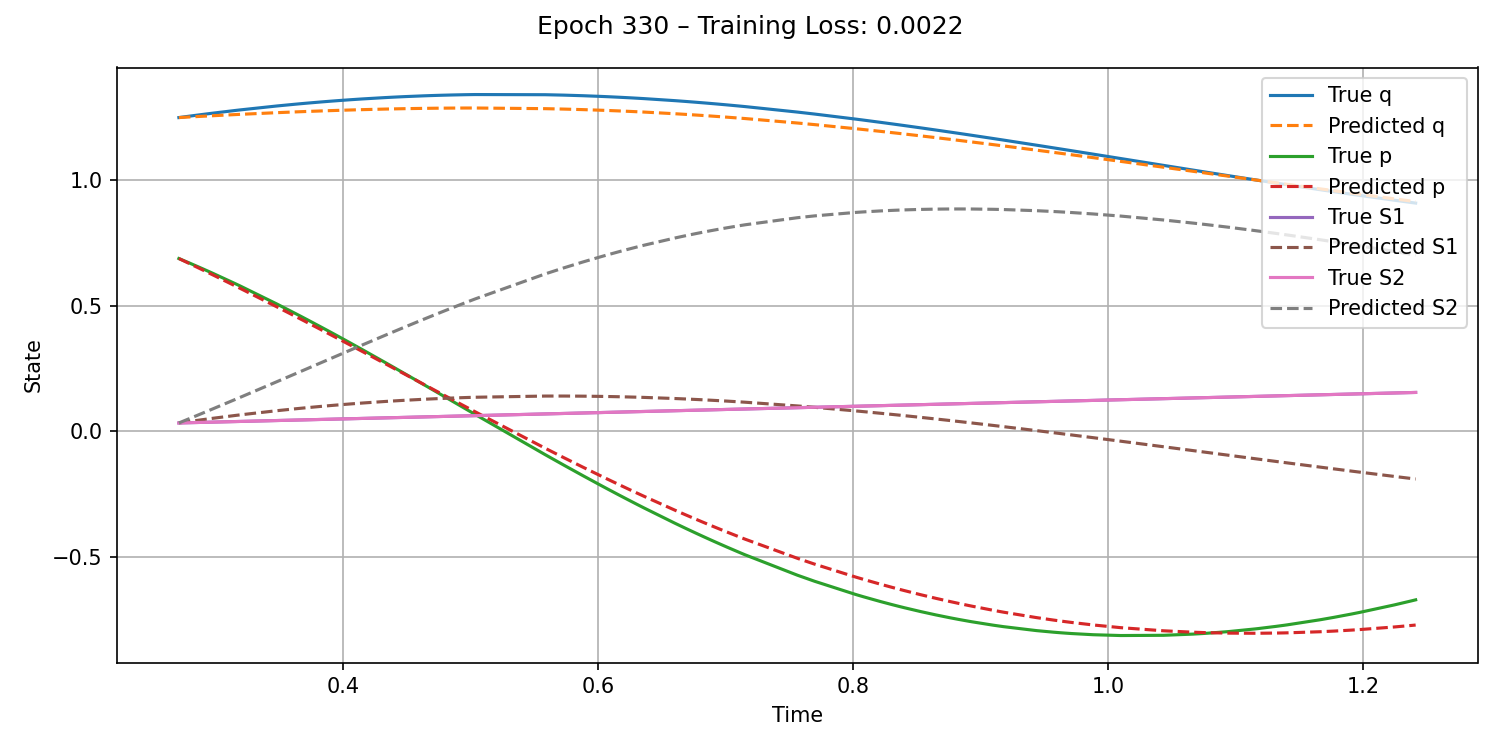 Epoch 330 – Training Loss: 0.0022
True q
Predicted q
True p
Predicted p
True S1
Predicted S1
True S2
Predicted S2
1.0
0.5
0.0
−0.5
State
0.4
0.6
0.8
1.0
1.2
Time